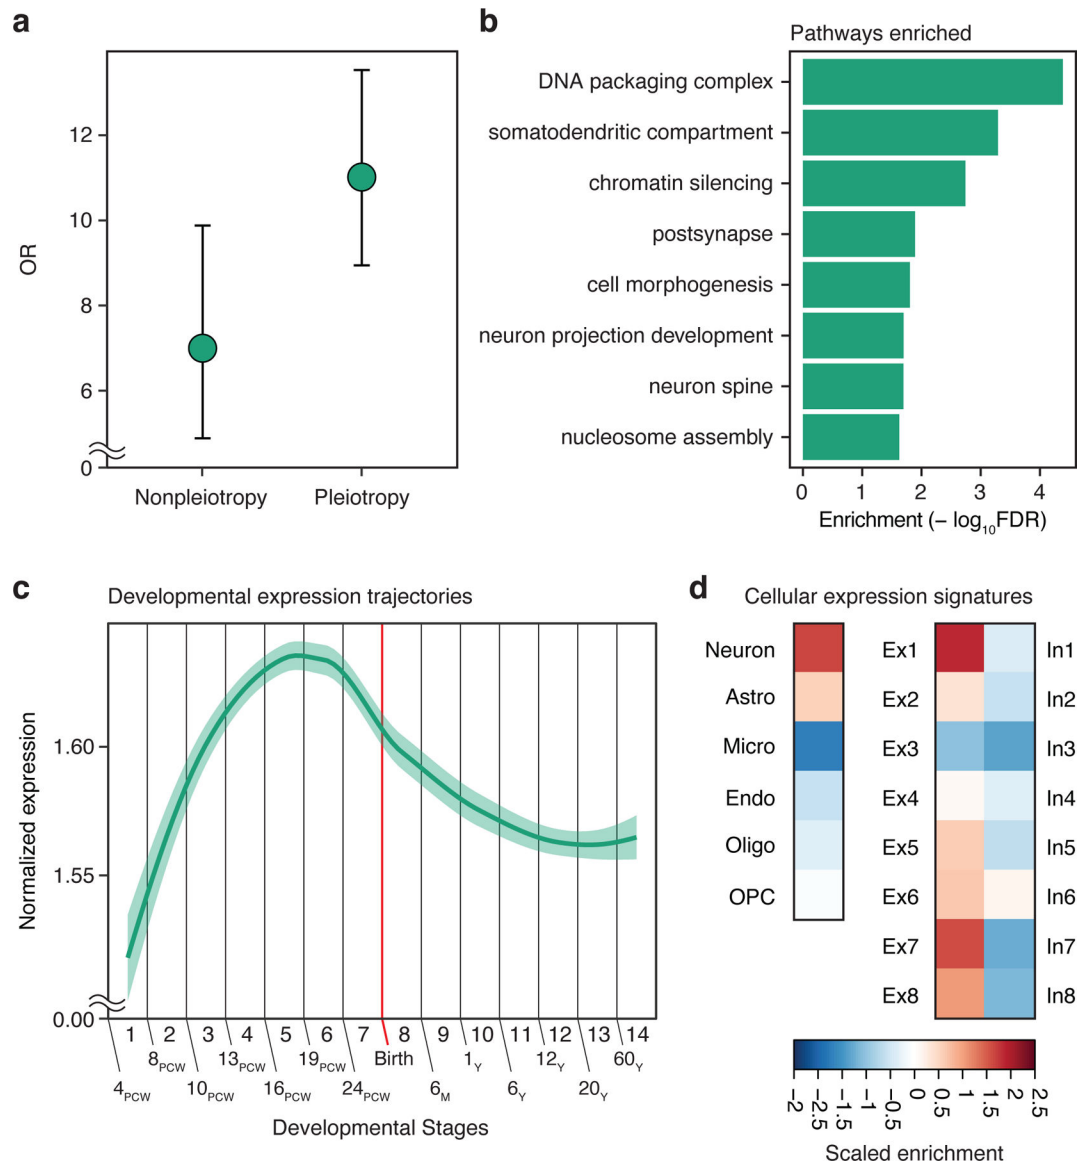 a
12
10
8
6
0
OR
Nonpleiotropy Pleiotropy
b
Pathways enriched
DNA packaging complex
somatodendritic compartment
chromatin silencing
postsynapse
cell morphogenesis
neuron projection development
neuron spine
nucleosome assembly
0 1 2 3 4
Enrichment (− log10FDR)
c
Developmental expression trajectories
Normalized expression
1.60
1.55
0.00
1 2 3 4 5 6 7 8 9 10 11 12 13 14
8PCW 13PCW 19PCW Birth 1Y 12Y 60Y
4PCW 10PCW 16PCW 24PCW 6M 6Y 20Y
Developmental Stages
d
Cellular expression signatures
Neuron Ex1 In1
Astro Ex2 In2
Micro Ex3 In3
Endo Ex4 In4
Oligo Ex5 In5
OPC Ex6 In6
Ex7 In7
Ex8 In8
-2 -2.5 -1.5 -1 -0.5 0 0.5 1 1.5 2 2.5
Scaled enrichment